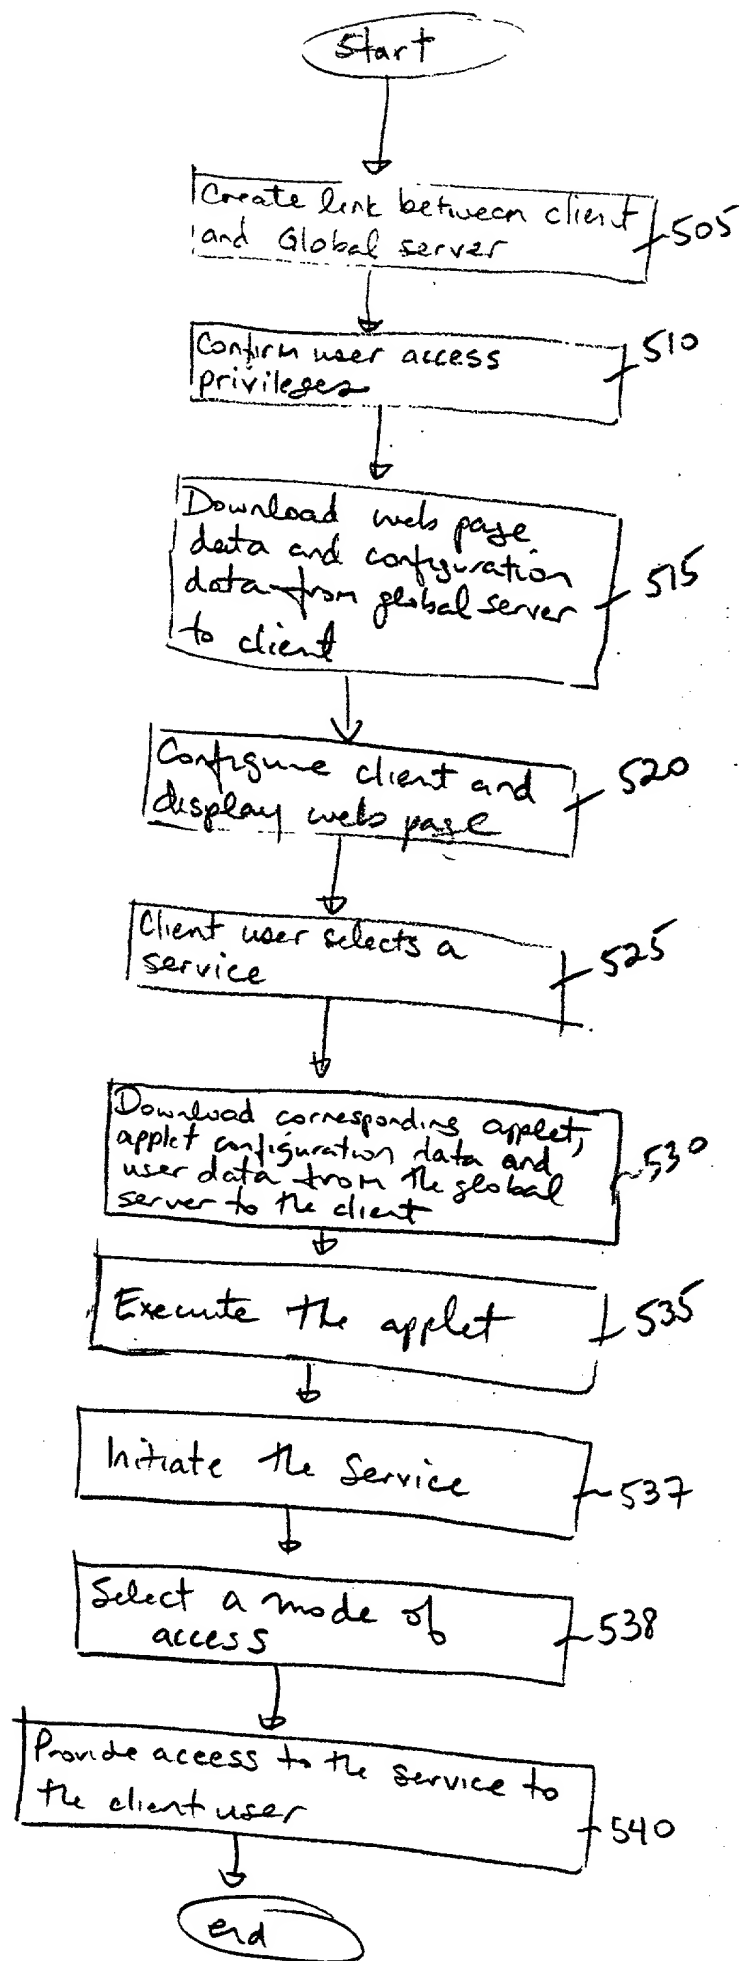 Start
Create link between client
and Global server
505
Confirm user access
privileges
510
Download web page
data and configuration
data from global server
to client
515
Configure client and
display web page
520
Client user selects a
service
525
Download corresponding applet,
applet configuration data and
user data from the global
server to the client
530
Execute the applet
535
Initiate the Service
537
Select a mode of
access
538
Provide access to the service to
the client user
540
end